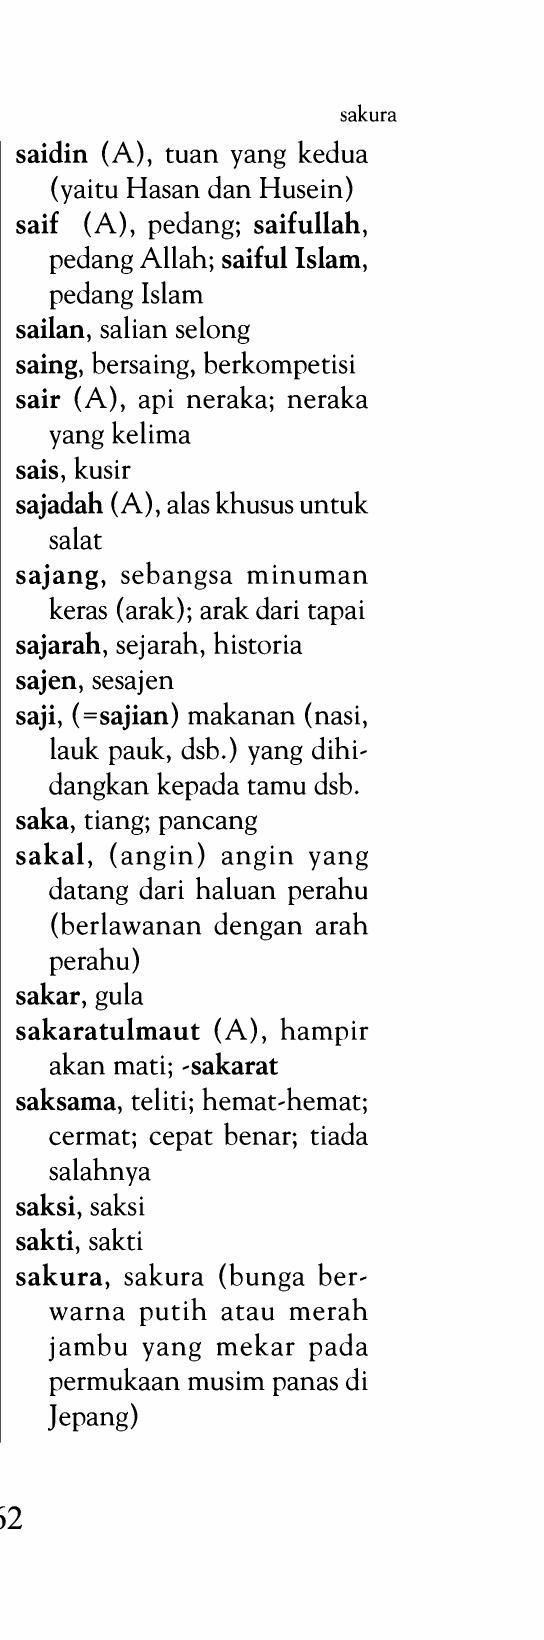 sakura
saidin (A), tuan yang kedua
(yaitu Hasan dan Husein)
saif (A), pedang; saifullah,
pedang Allah; saiful Islam,
pedang Islam
sailan, salian selong
saing, bersaing, berkompetisi
sair (A), api neraka; neraka
yang kelima
sais, kusir
sajadah (A), alas khusus untuk
salat
sajang, sebangsa minuman
keras (arak); arak dari tapai
sajarah, sejarah, historia
sajen, sesajen
saji, (=sajian) makanan (nasi,
lauk pauk, dsb.) yang dihi-
dangkan kepada tamu dsb.
saka, tiang; pancang
sakal, (angin) angin yang
datang dari haluan perahu
(berlawanan dengan arah
perahu)
sakar, gula
sakaratulmaut (A), hampir
akan mati; -sakarat
saksama, teliti; hemat-hemat;
cermat; cepat benar; tiada
salahnya
saksi, saksi
sakti, sakti
sakura, sakura (bunga ber-
warna putih atau merah
jambu yang mekar pada
permukaan musim panas di
Jepang)
62